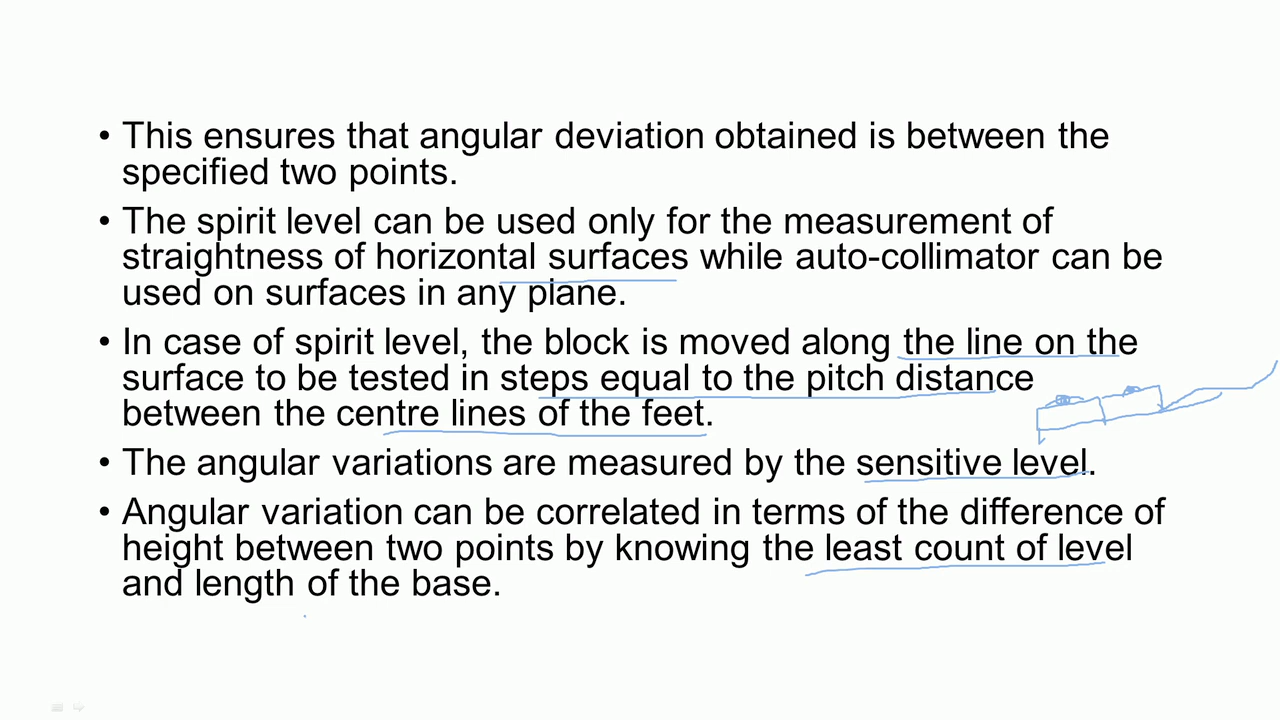 • This ensures that angular deviation obtained is between the
specified two points.
• The spirit level can be used only for the measurement of
straightness of horizontal surfaces while auto-collimator can be
used on surfaces in any plane.
• In case of spirit level, the block is moved along the line on the
surface to be tested in steps equal to the pitch distance
between the centre lines of the feet.
• The angular variations are measured by the sensitive level.
• Angular variation can be correlated in terms of the difference of
height between two points by knowing the least count of level
and length of the base.